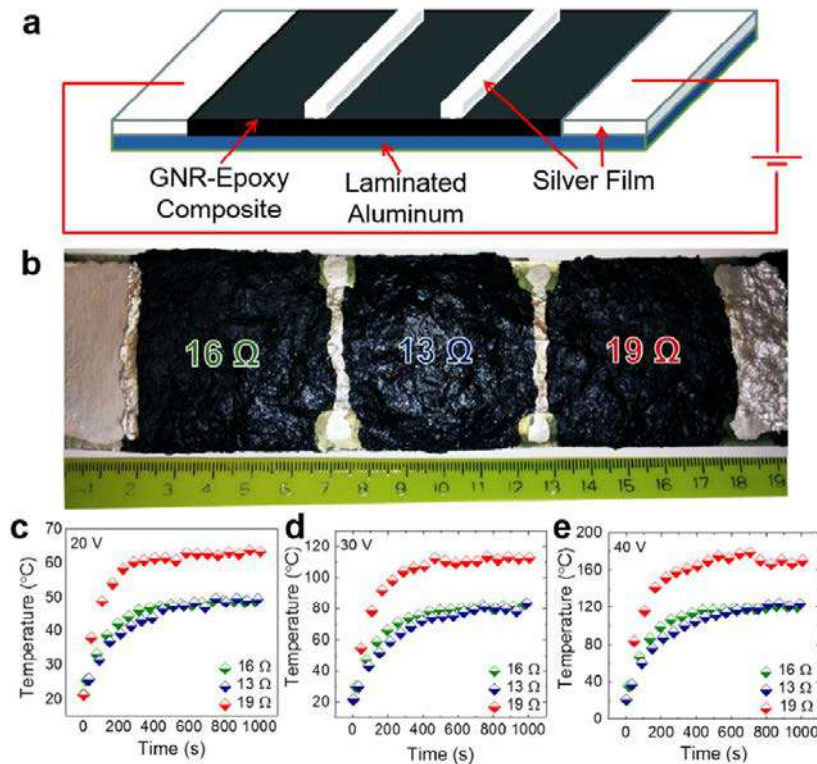 a
GNR-Epoxy
Composite
Laminated
Aluminum
Silver Film
b
16 Ω
13 Ω
19 Ω
1 2 3 4 5 6 7 8 9 10 11 12 13 14 15 16 17 18 19
c
20 V
Temperature (°C)
70
60
50
40
30
20
10
0 200 400 600 800 1000
Time (s)
16 Ω
13 Ω
19 Ω
d
30 V
Temperature (°C)
120
100
80
60
40
20
0 200 400 600 800 1000
Time (s)
16 Ω
13 Ω
19 Ω
e
40 V
Temperature (°C)
200
160
120
80
40
0
0 200 400 600 800 1000
Time (s)
16 Ω
13 Ω
19 Ω